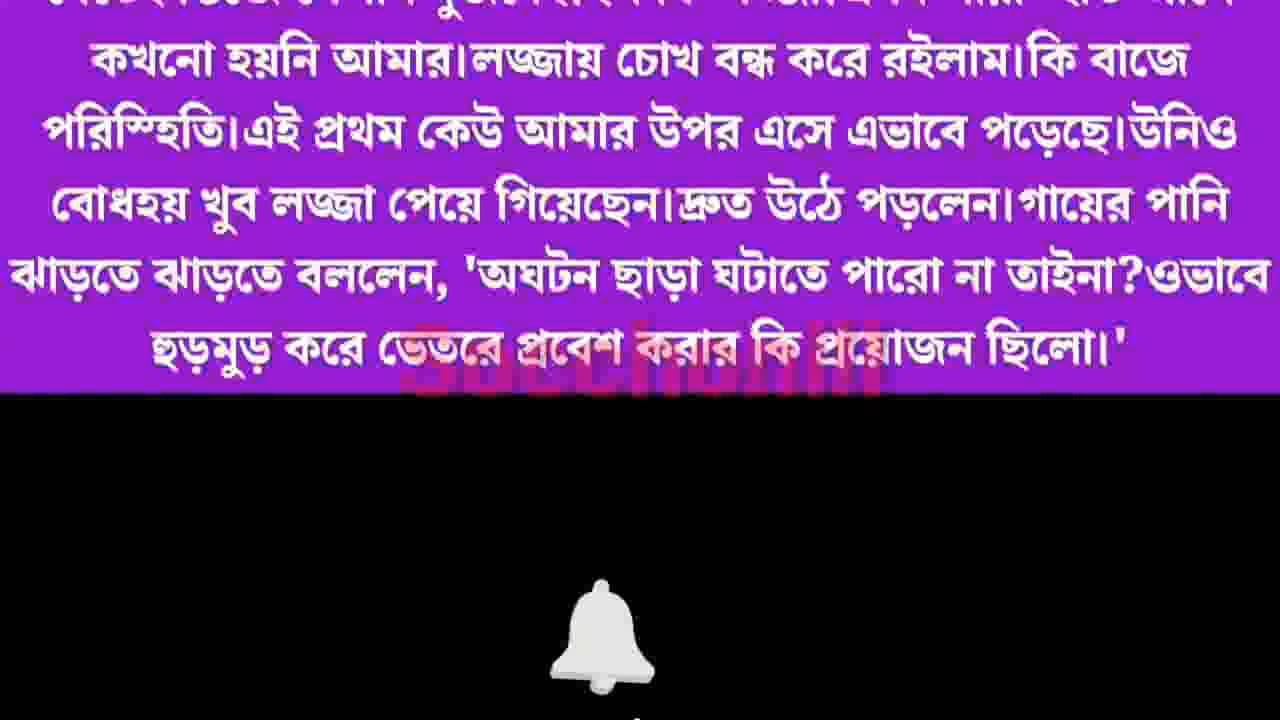 কখনো হয়নি আমার।লজ্জায় চোখ বন্ধ করে রইলাম।কি বাজে
পরিস্হিতি।এই প্রথম কেউ আমার উপর এসে এভাবে পড়েছে।উনিও
বোধহয় খুব লজ্জা পেয়ে গিয়েছেন।দ্রুত উঠে পড়লেন।গায়ের পানি
ঝাড়তে ঝাড়তে বললেন, 'অঘটন ছাড়া ঘটাতে পারো না তাইনা?ওভাবে
হুড়মুড় করে ভেতরে প্রবেশ করার কি প্রয়োজন ছিলো।'